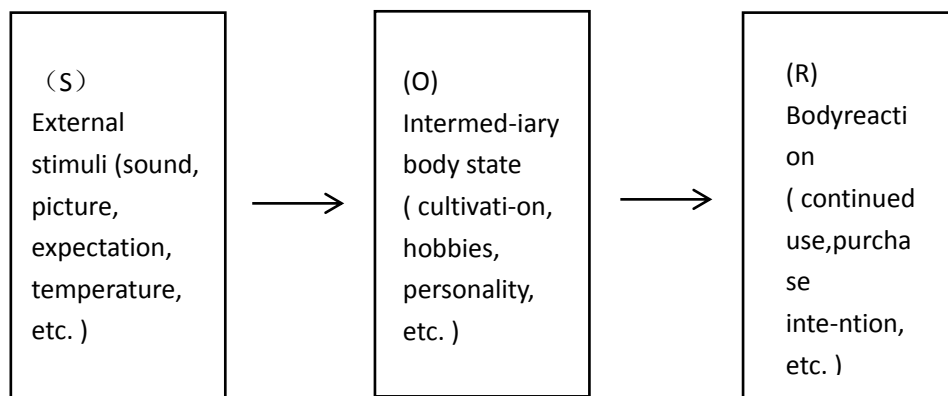 （S）
External
stimuli (sound,
picture,
expectation,
temperature,
etc. )
(O)
Intermed-iary
body state
( cultivati-on,
hobbies,
personality,
etc. )
(R)
Bodyreacti
on
( continued
use,purcha
se
inte-ntion,
etc. )